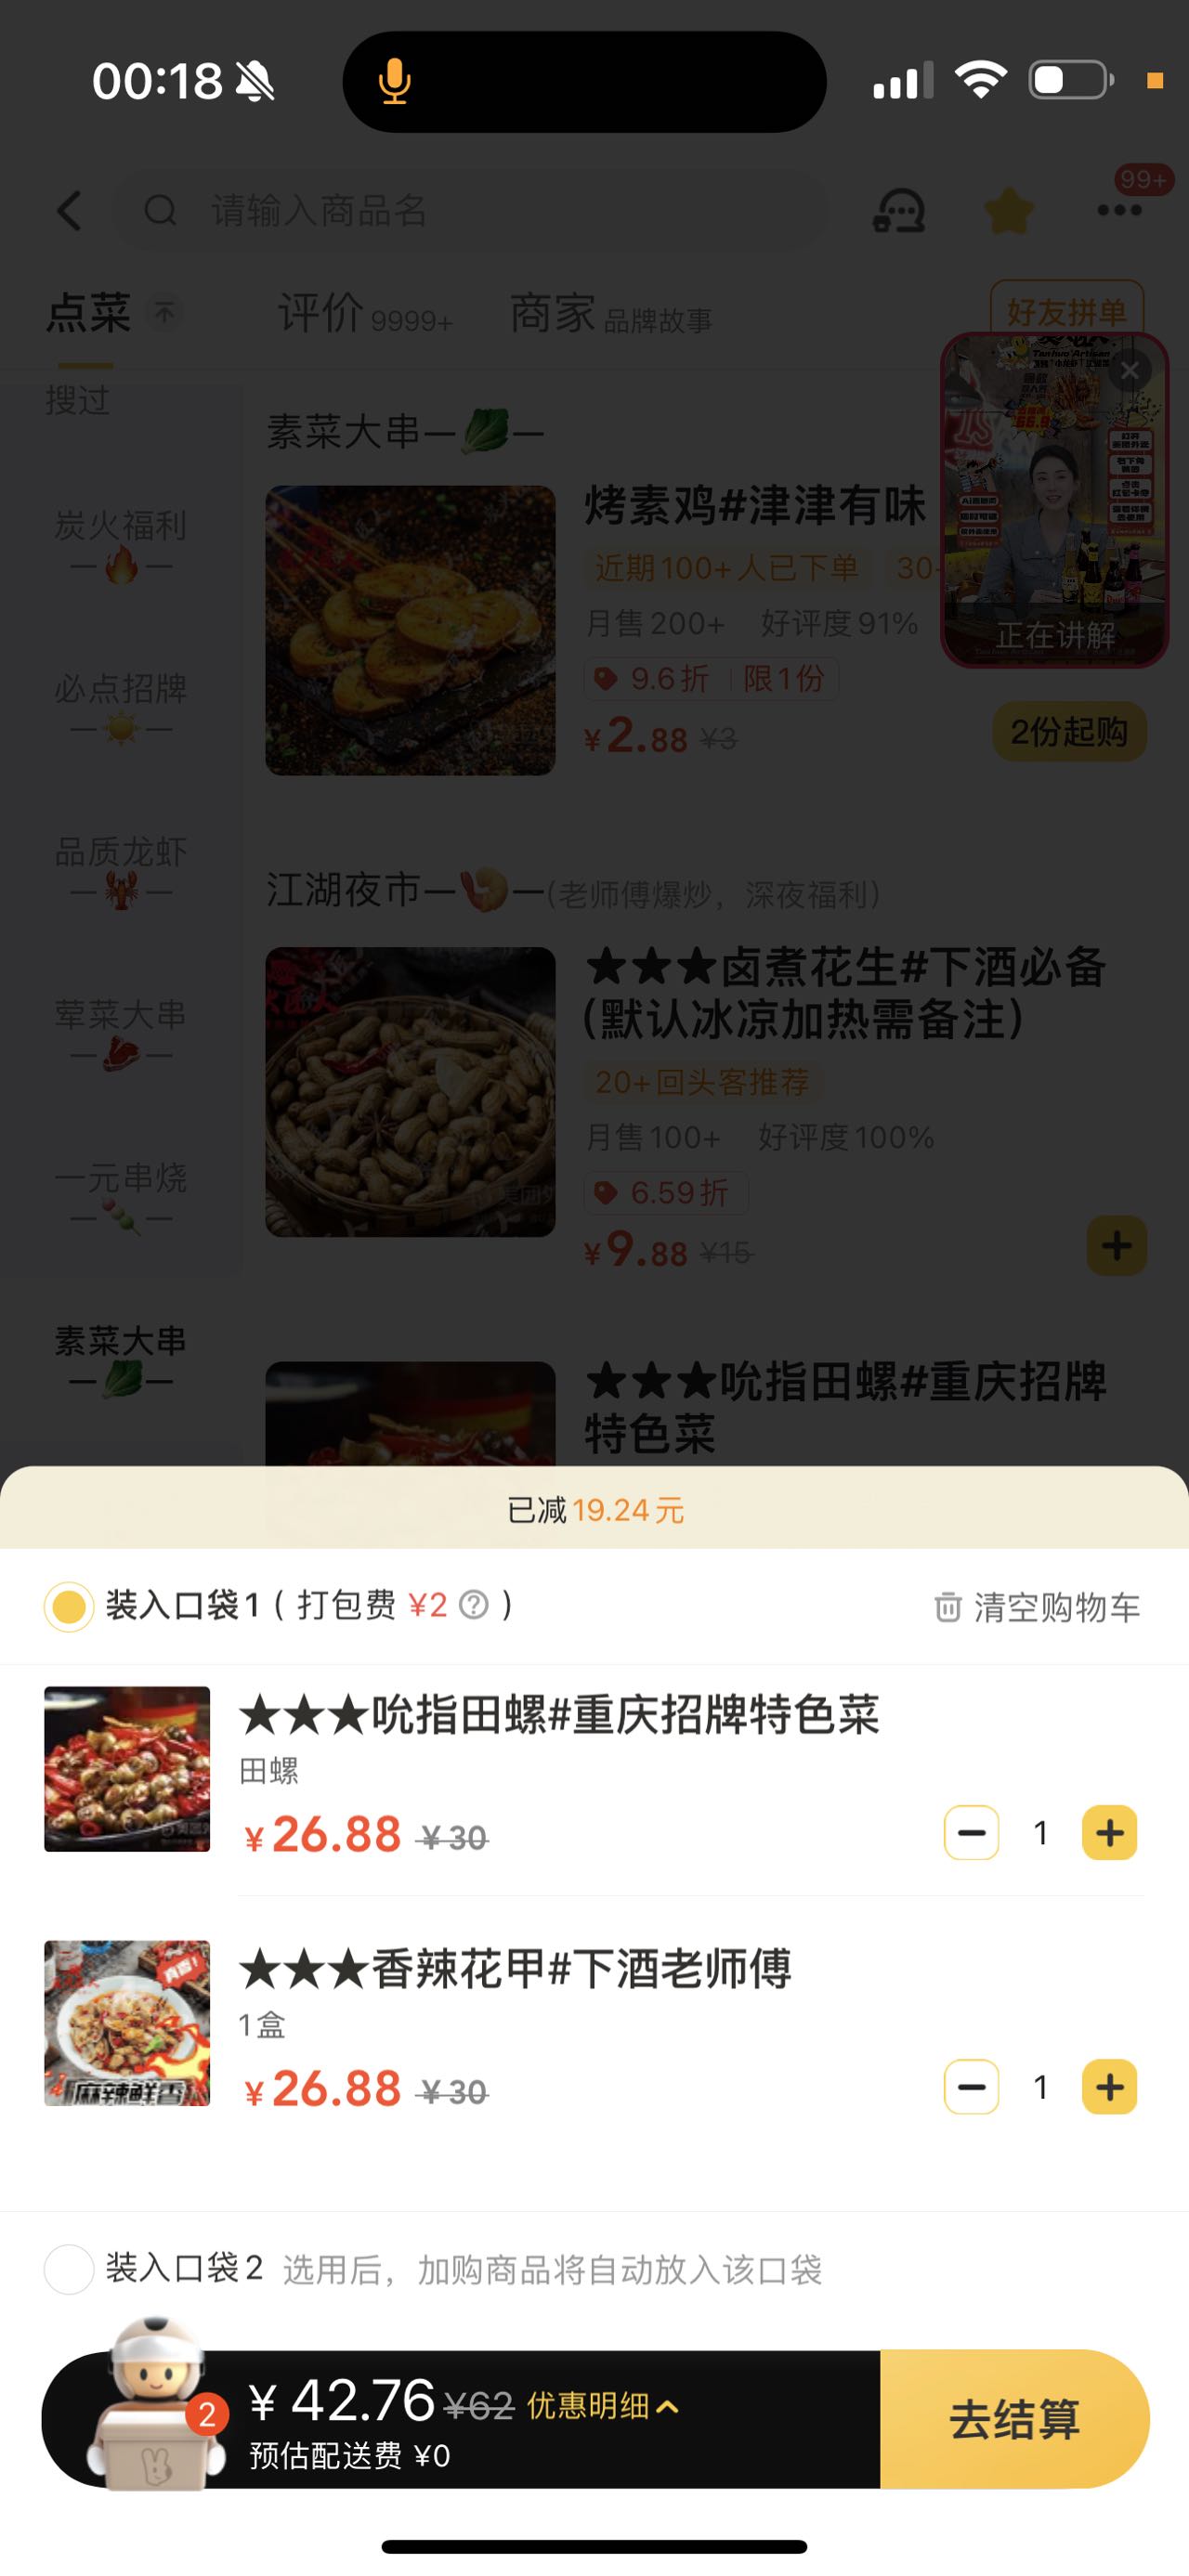 00:18
请输入商品名
99+
点菜 评价 9999+ 商家 品牌故事 好友拼单
搜过
炭火福利
必点招牌
品质龙虾
荤菜大串
一元串烧
素菜大串
素菜大串
烤素鸡#津津有味
近期100+人已下单 30
月售200+ 好评度91%
9.6折 限1份
¥2.88 ¥3
2份起购
正在讲解
江湖夜市 (老师傅爆炒，深夜福利)
★★★卤煮花生#下酒必备
(默认冰凉加热需备注)
20+回头客推荐
月售100+ 好评度100%
6.59折
¥9.88 ¥15
★★★吮指田螺#重庆招牌
特色菜
已减19.24元
装入口袋1 ( 打包费 ¥2 ? )
清空购物车
★★★吮指田螺#重庆招牌特色菜
田螺
¥26.88 ¥30
1
★★★香辣花甲#下酒老师傅
1盒
¥26.88 ¥30
1
麻辣鲜香
装入口袋2 选用后，加购商品将自动放入该口袋
2
¥42.76 ¥62 优惠明细
预估配送费 ¥0
去结算